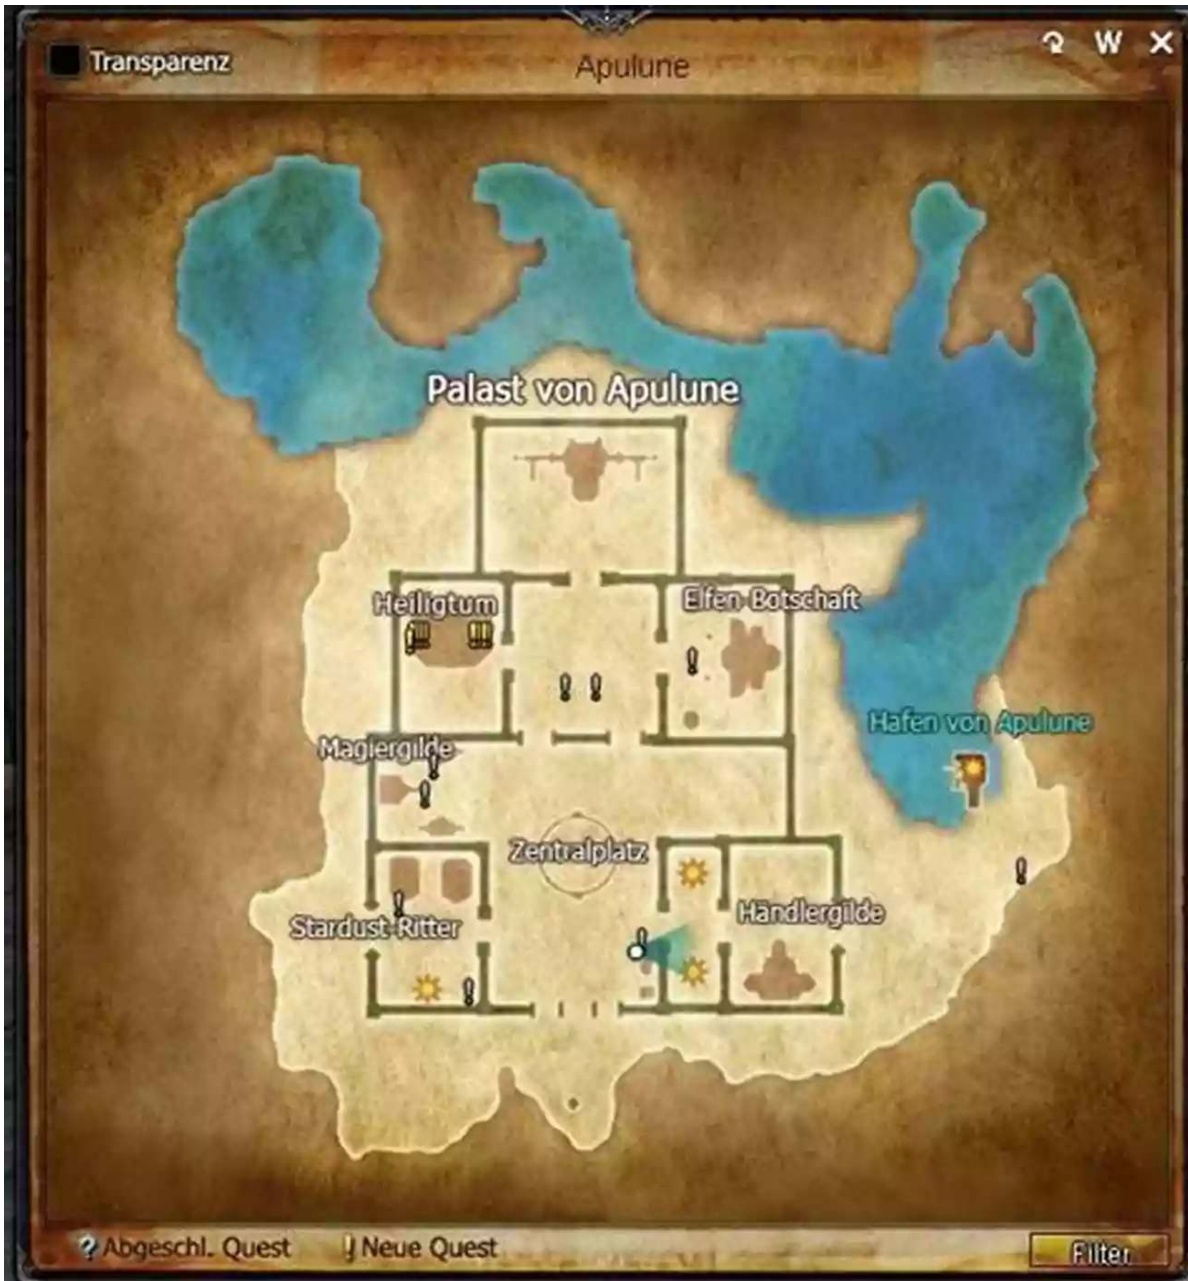 Transparenz
Apulune
W
Palast von Apulune
Heiligtum
Elfen-Botschaft
Hafen von Apulune
Magiergilde
Zentralplatz
Händlergilde
Stardust-Ritter
? Abgeschl. Quest
! Neue Quest
Filter